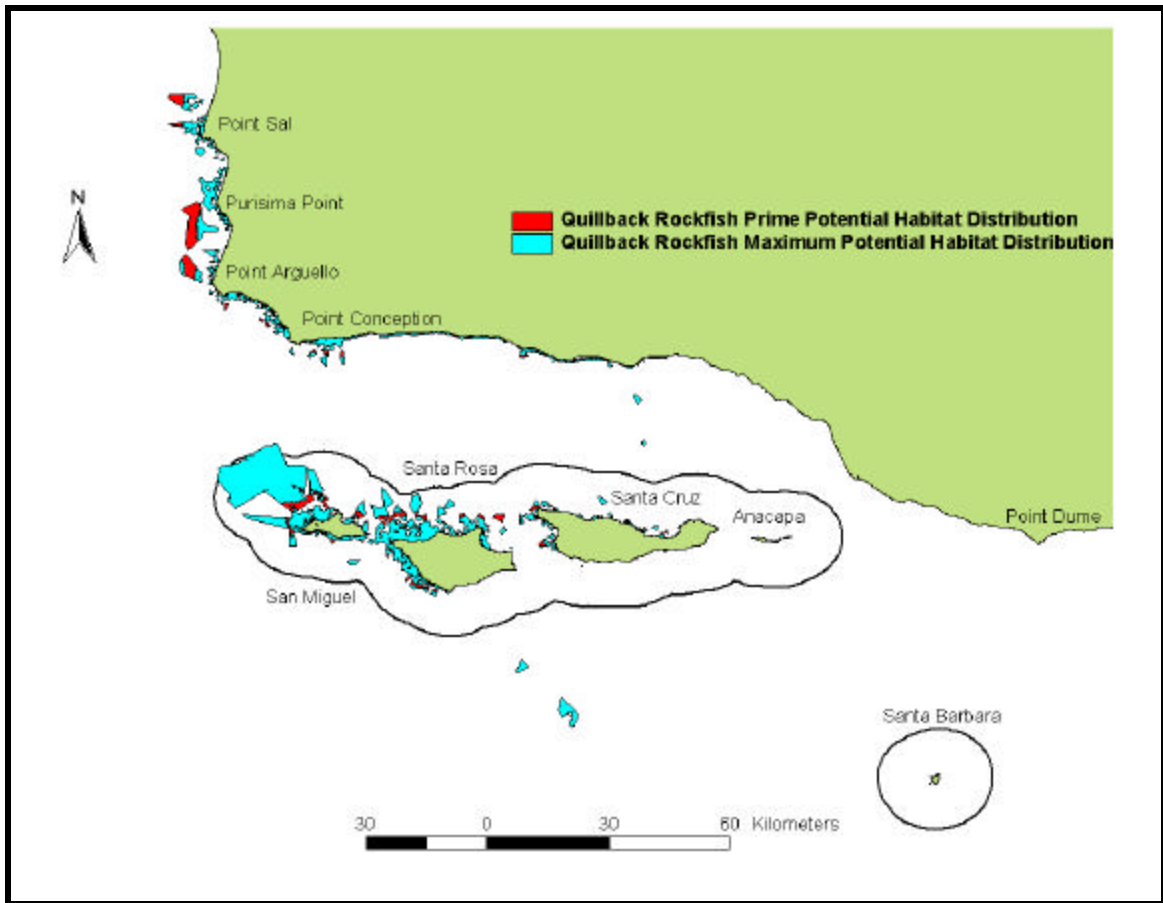 Point Sal
N
Purisima Point
Quillback Rockfish Prime Potential Habitat Distribution
Quillback Rockfish Maximum Potential Habitat Distribution
Point Arguello
Point Conception
Santa Rosa
Santa Cruz
Anacapa
Point Dume
San Miguel
Santa Barbara
30 0 30 60 Kilometers